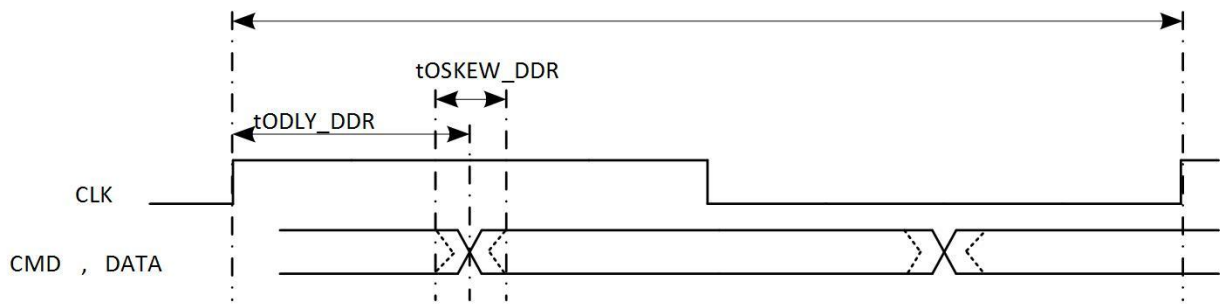 tOSKEW_DDR
tODLY_DDR
CLK
CMD , DATA